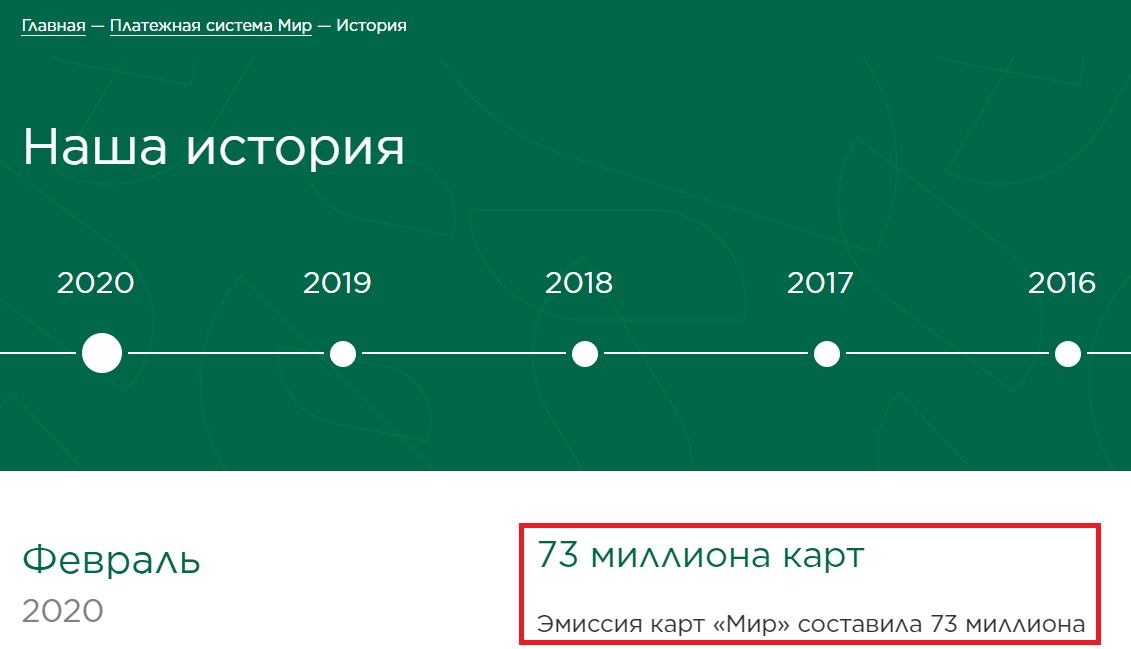 Главная — Платежная система Мир — История
Наша история
2020 2019 2018 2017 2016
Февраль
2020
73 миллиона карт
Эмиссия карт «Мир» составила 73 миллиона